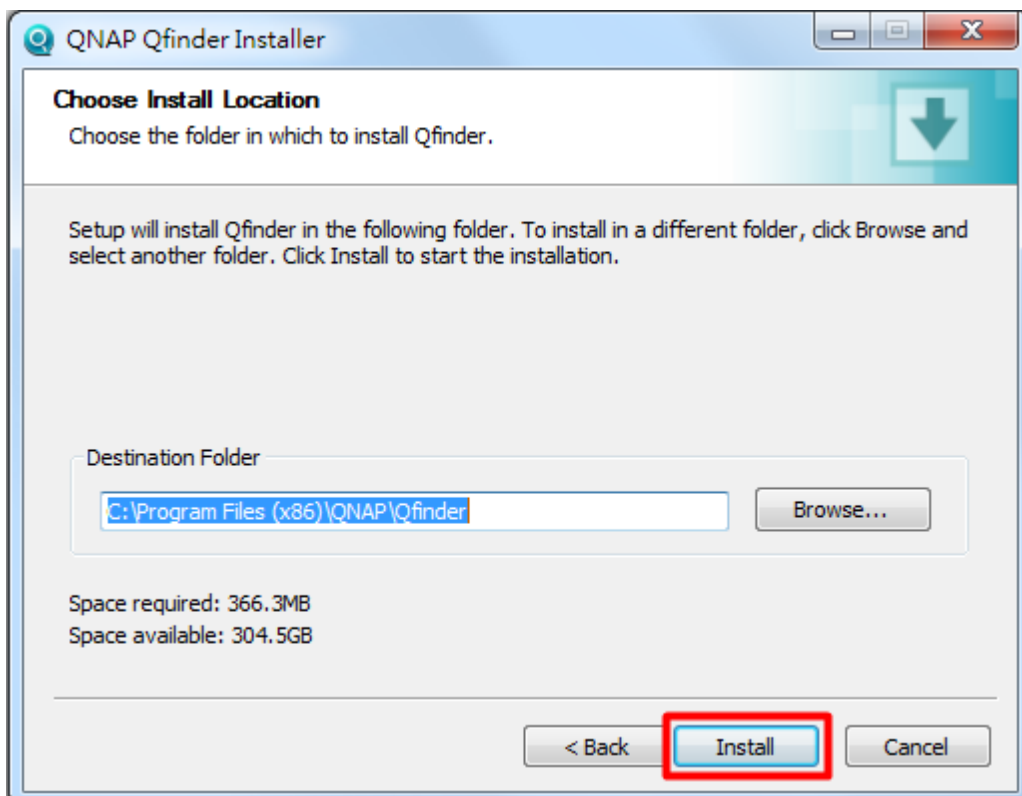 QNAP Qfinder Installer
Choose Install Location
Choose the folder in which to install Qfinder.
Setup will install Qfinder in the following folder. To install in a different folder, click Browse and
select another folder. Click Install to start the installation.
Destination Folder
C:\Program Files (x86)\QNAP\Qfinder
Browse...
Space required: 366.3MB
Space available: 304.5GB
< Back
Install
Cancel